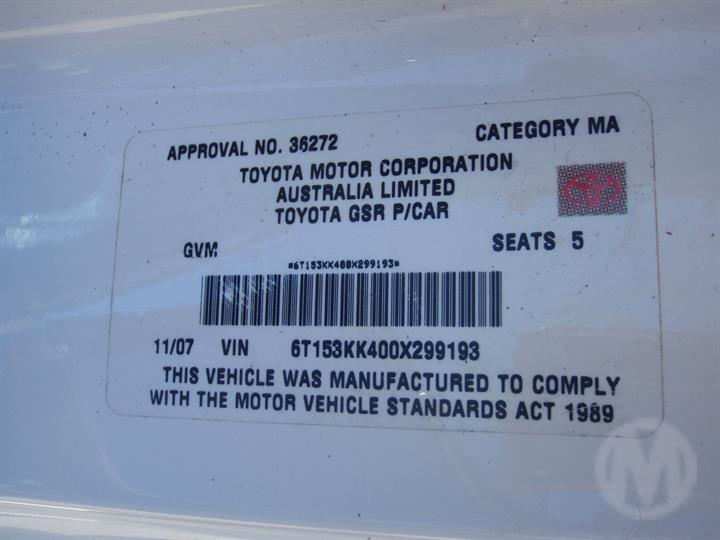 APPROVAL NO. 36272 CATEGORY MA
TOYOTA MOTOR CORPORATION
AUSTRALIA LIMITED
TOYOTA GSR P/CAR
GVM SEATS 5
*6T153KK400X299193*
11/07 VIN 6T153KK400X299193
THIS VEHICLE WAS MANUFACTURED TO COMPLY
WITH THE MOTOR VEHICLE STANDARDS ACT 1989
M